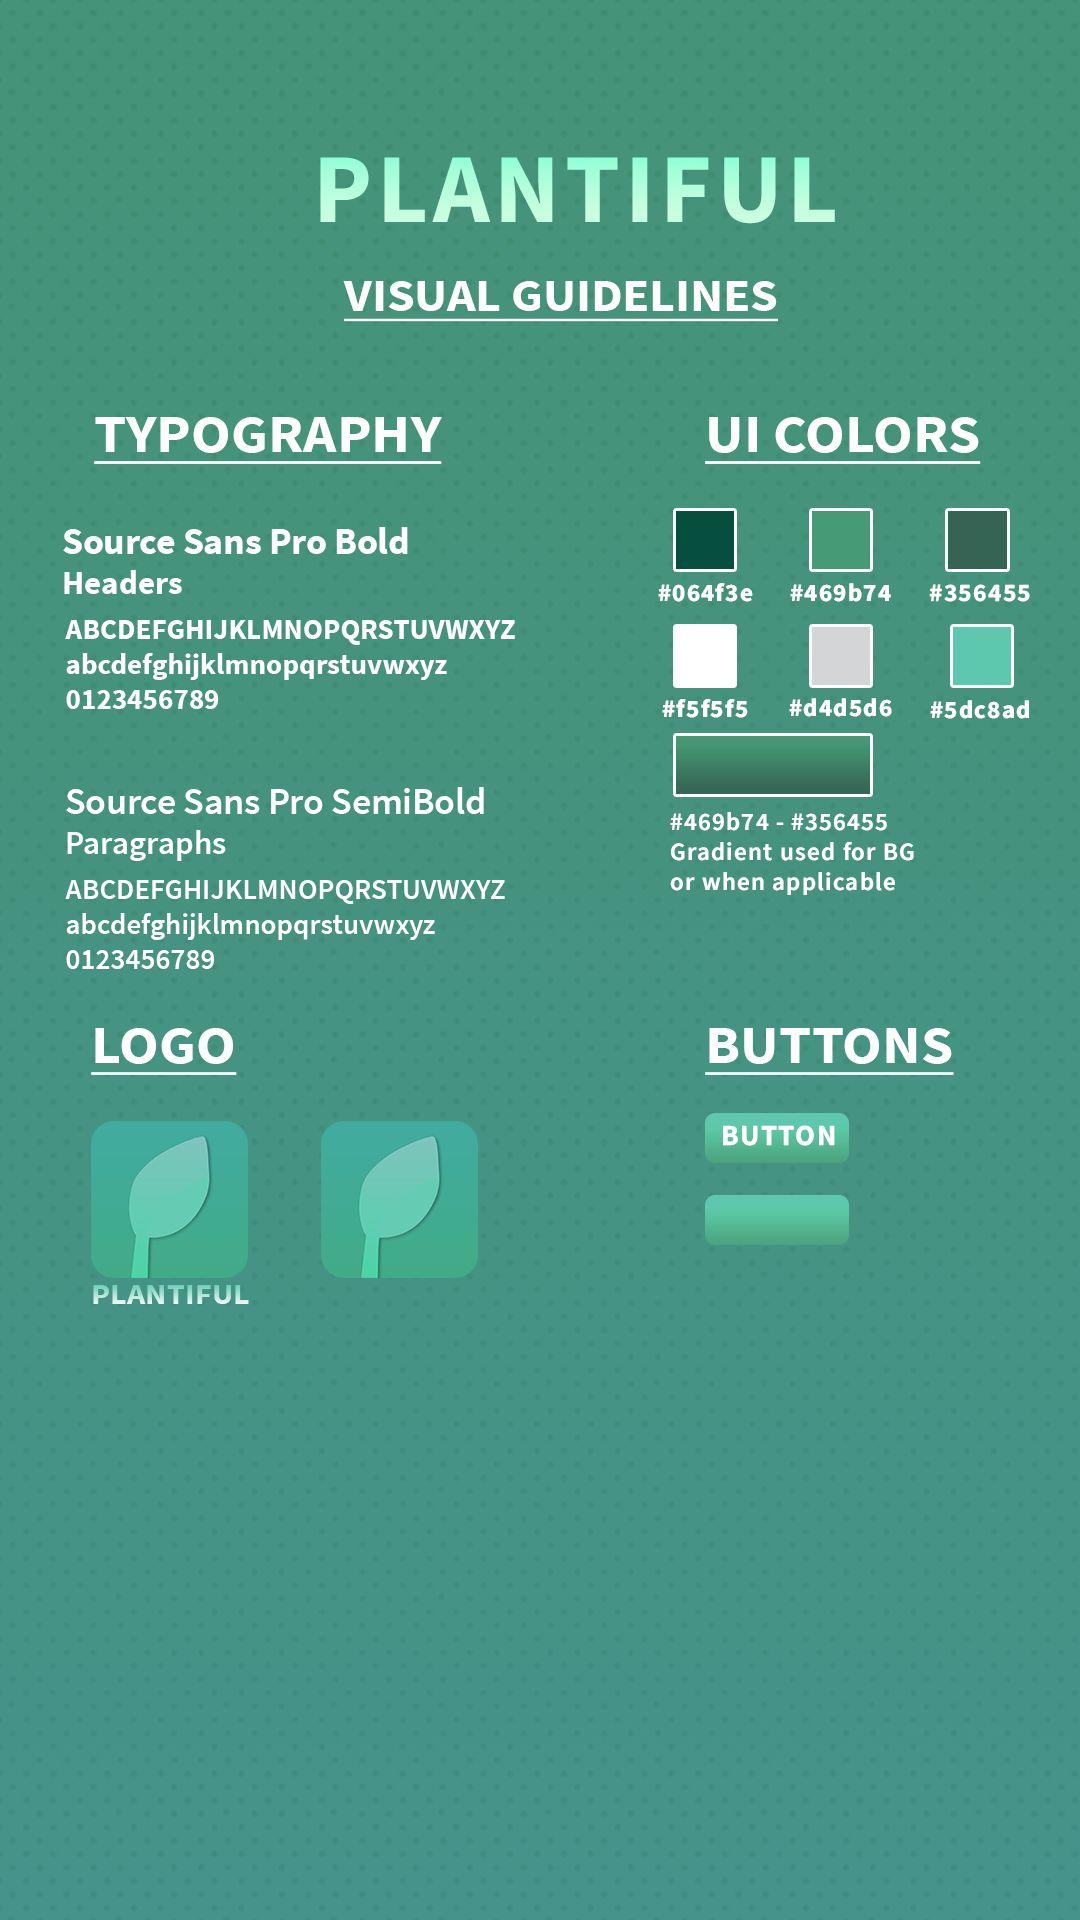 PLANTIFUL
VISUAL GUIDELINES
TYPOGRAPHY
Source Sans Pro Bold
Headers
ABCDEFGHIJKLMNOPQRSTUVWXYZ
abcdefghijklmnopqrstuvwxyz
0123456789
Source Sans Pro SemiBold
Paragraphs
ABCDEFGHIJKLMNOPQRSTUVWXYZ
abcdefghijklmnopqrstuvwxyz
0123456789
UI COLORS
#064f3e #469b74 #356455
#f5f5f5 #d4d5d6 #5dc8ad
#469b74 - #356455
Gradient used for BG
or when applicable
LOGO
PLANTIFUL
BUTTONS
BUTTON